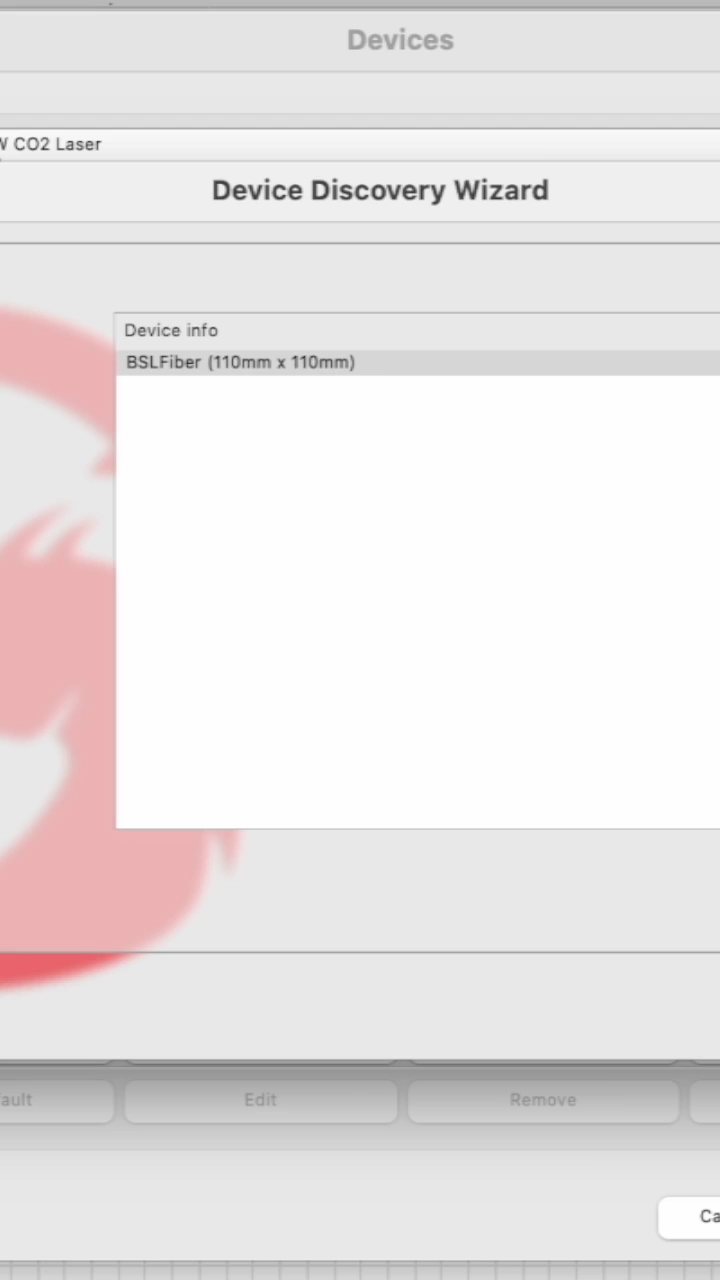 Devices
W CO2 Laser
Device Discovery Wizard
Device info
BSLFiber (110mm x 110mm)
Edit
Remove